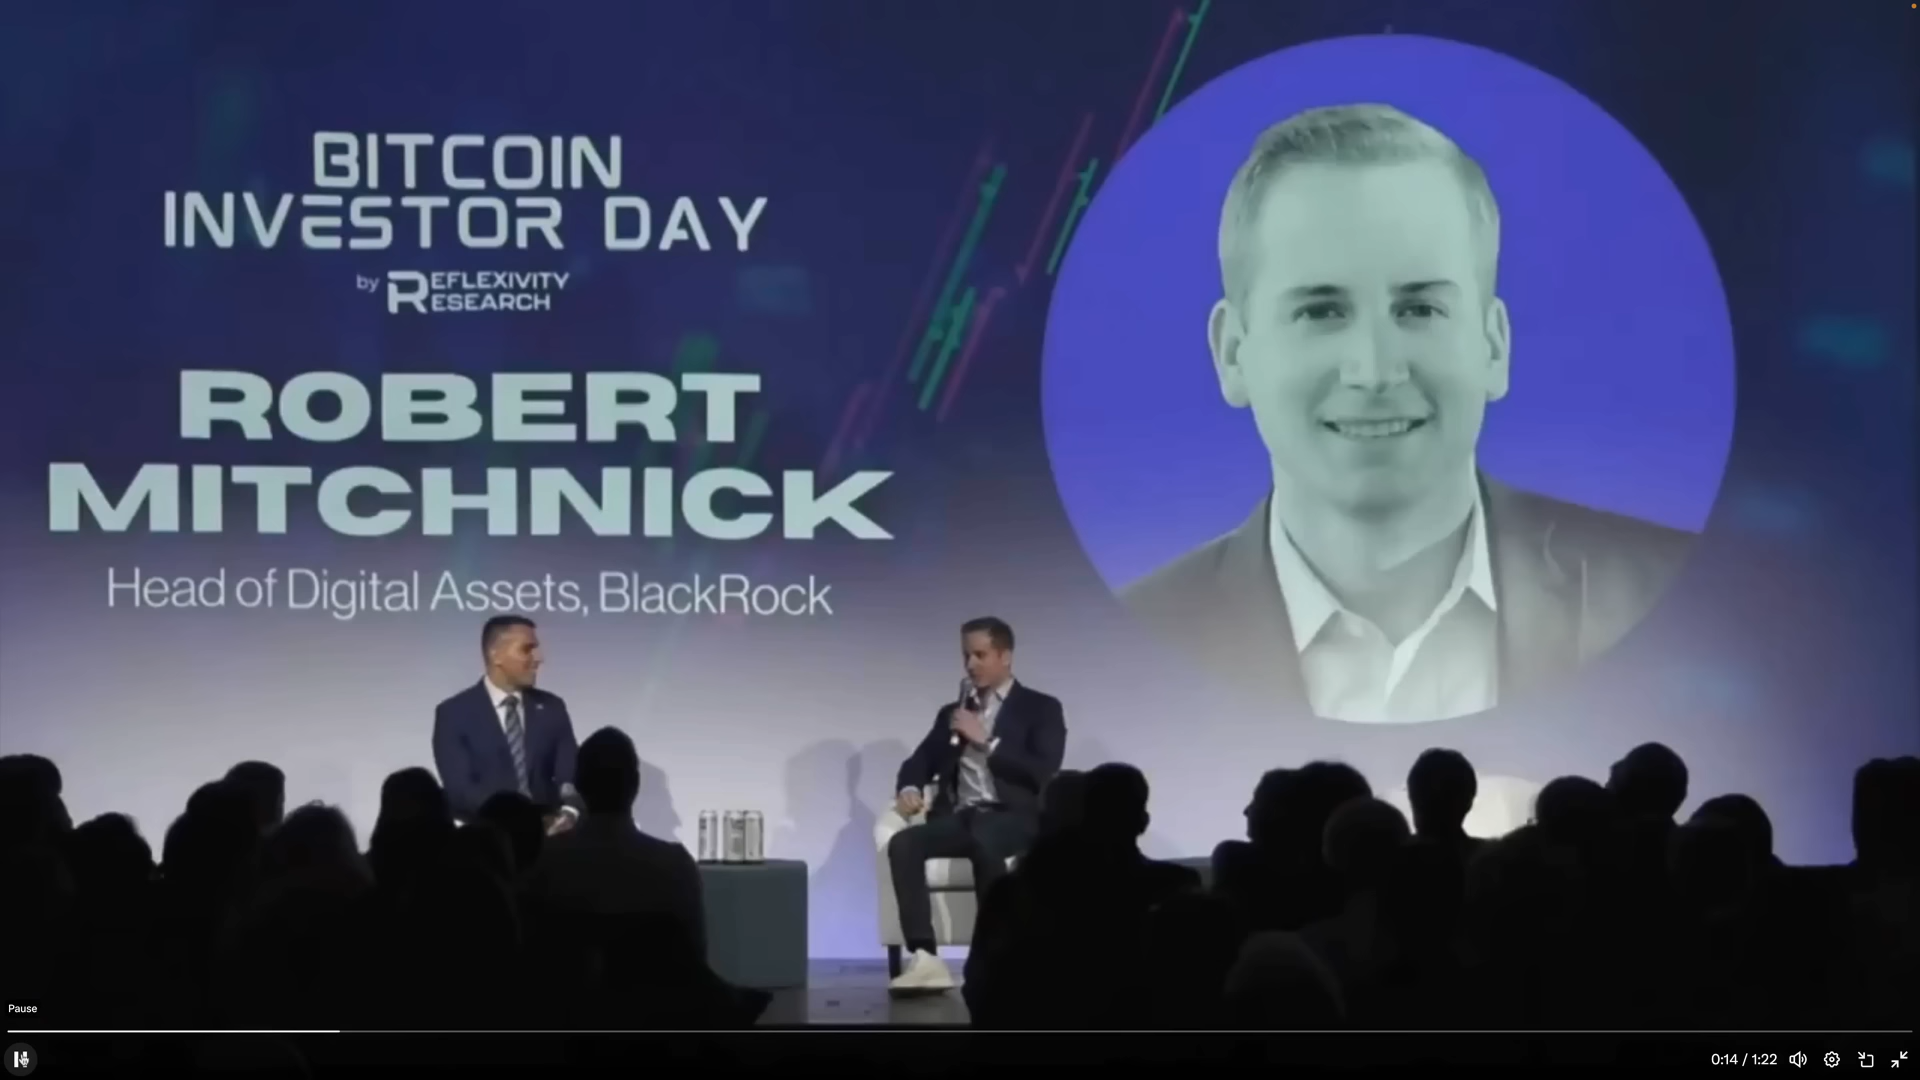 BITCOIN
INVESTOR DAY
by REFLEXIVITY
RESEARCH
ROBERT
MITCHNICK
Head of Digital Assets, BlackRock
Pause
0:14 / 1:22